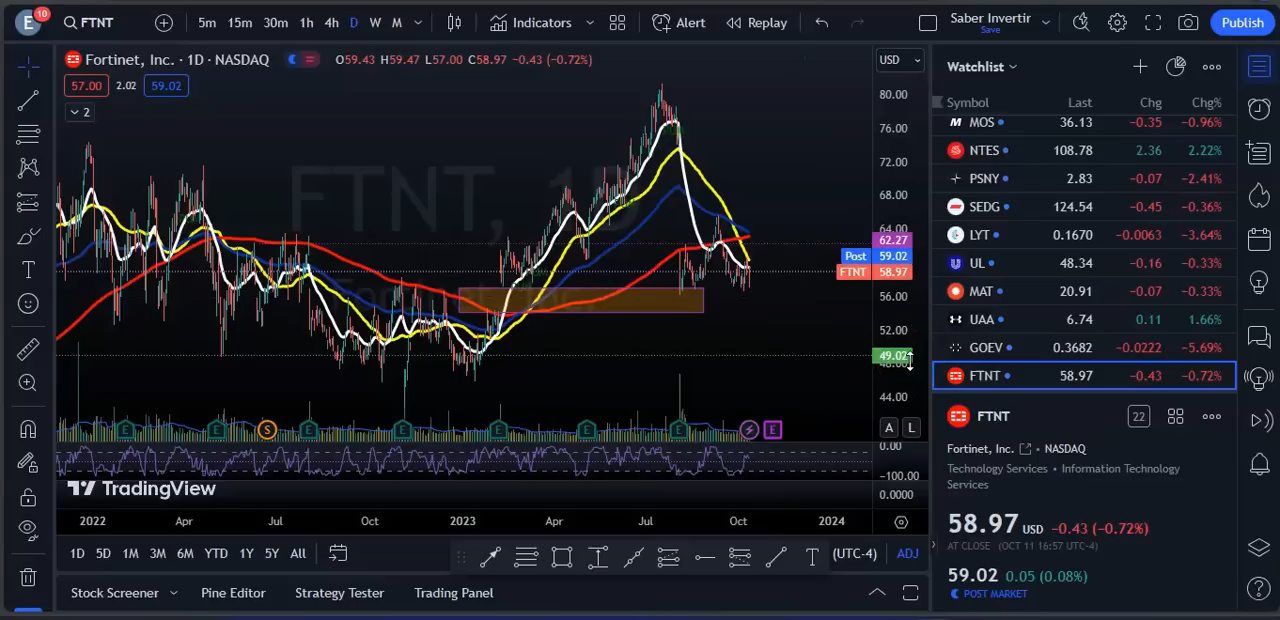 E 10 FTNT 5m 15m 30m 1h 4h D W M Indicators Alert Replay Saber Invertir Save Publish
Fortinet, Inc. · 1D · NASDAQ O59.43 H59.47 L57.00 C58.97 −0.43 (−0.72%) USD
57.00 2.02 59.02
2
FTNT, 1D
Fortinet, Inc.
80.00
76.00
72.00
68.00
64.00
62.27
Post 59.02
FTNT 58.97
56.00
52.00
49.02
48.00
44.00
E E S E E E E E E
A L
0.00
−100.00
0.0000
TradingView
2022 Apr Jul Oct 2023 Apr Jul Oct 2024
1D 5D 1M 3M 6M YTD 1Y 5Y All T (UTC-4) ADJ
Stock Screener Pine Editor Strategy Tester Trading Panel
Watchlist
Symbol Last Chg Chg%
MOS 36.13 −0.35 −0.96%
NTES 108.78 2.36 2.22%
PSNY 2.83 −0.07 −2.41%
SEDG 124.54 −0.45 −0.36%
LYT 0.1670 −0.0063 −3.64%
UL 48.34 −0.16 −0.33%
MAT 20.91 −0.07 −0.33%
UAA 6.74 0.11 1.66%
GOEV 0.3682 −0.0222 −5.69%
FTNT 58.97 −0.43 −0.72%
FTNT 22
Fortinet, Inc. • NASDAQ
Technology Services • Information Technology
Services
58.97 USD −0.43 (−0.72%)
AT CLOSE (OCT 11 16:57 UTC-4)
59.02 0.05 (0.08%)
POST MARKET